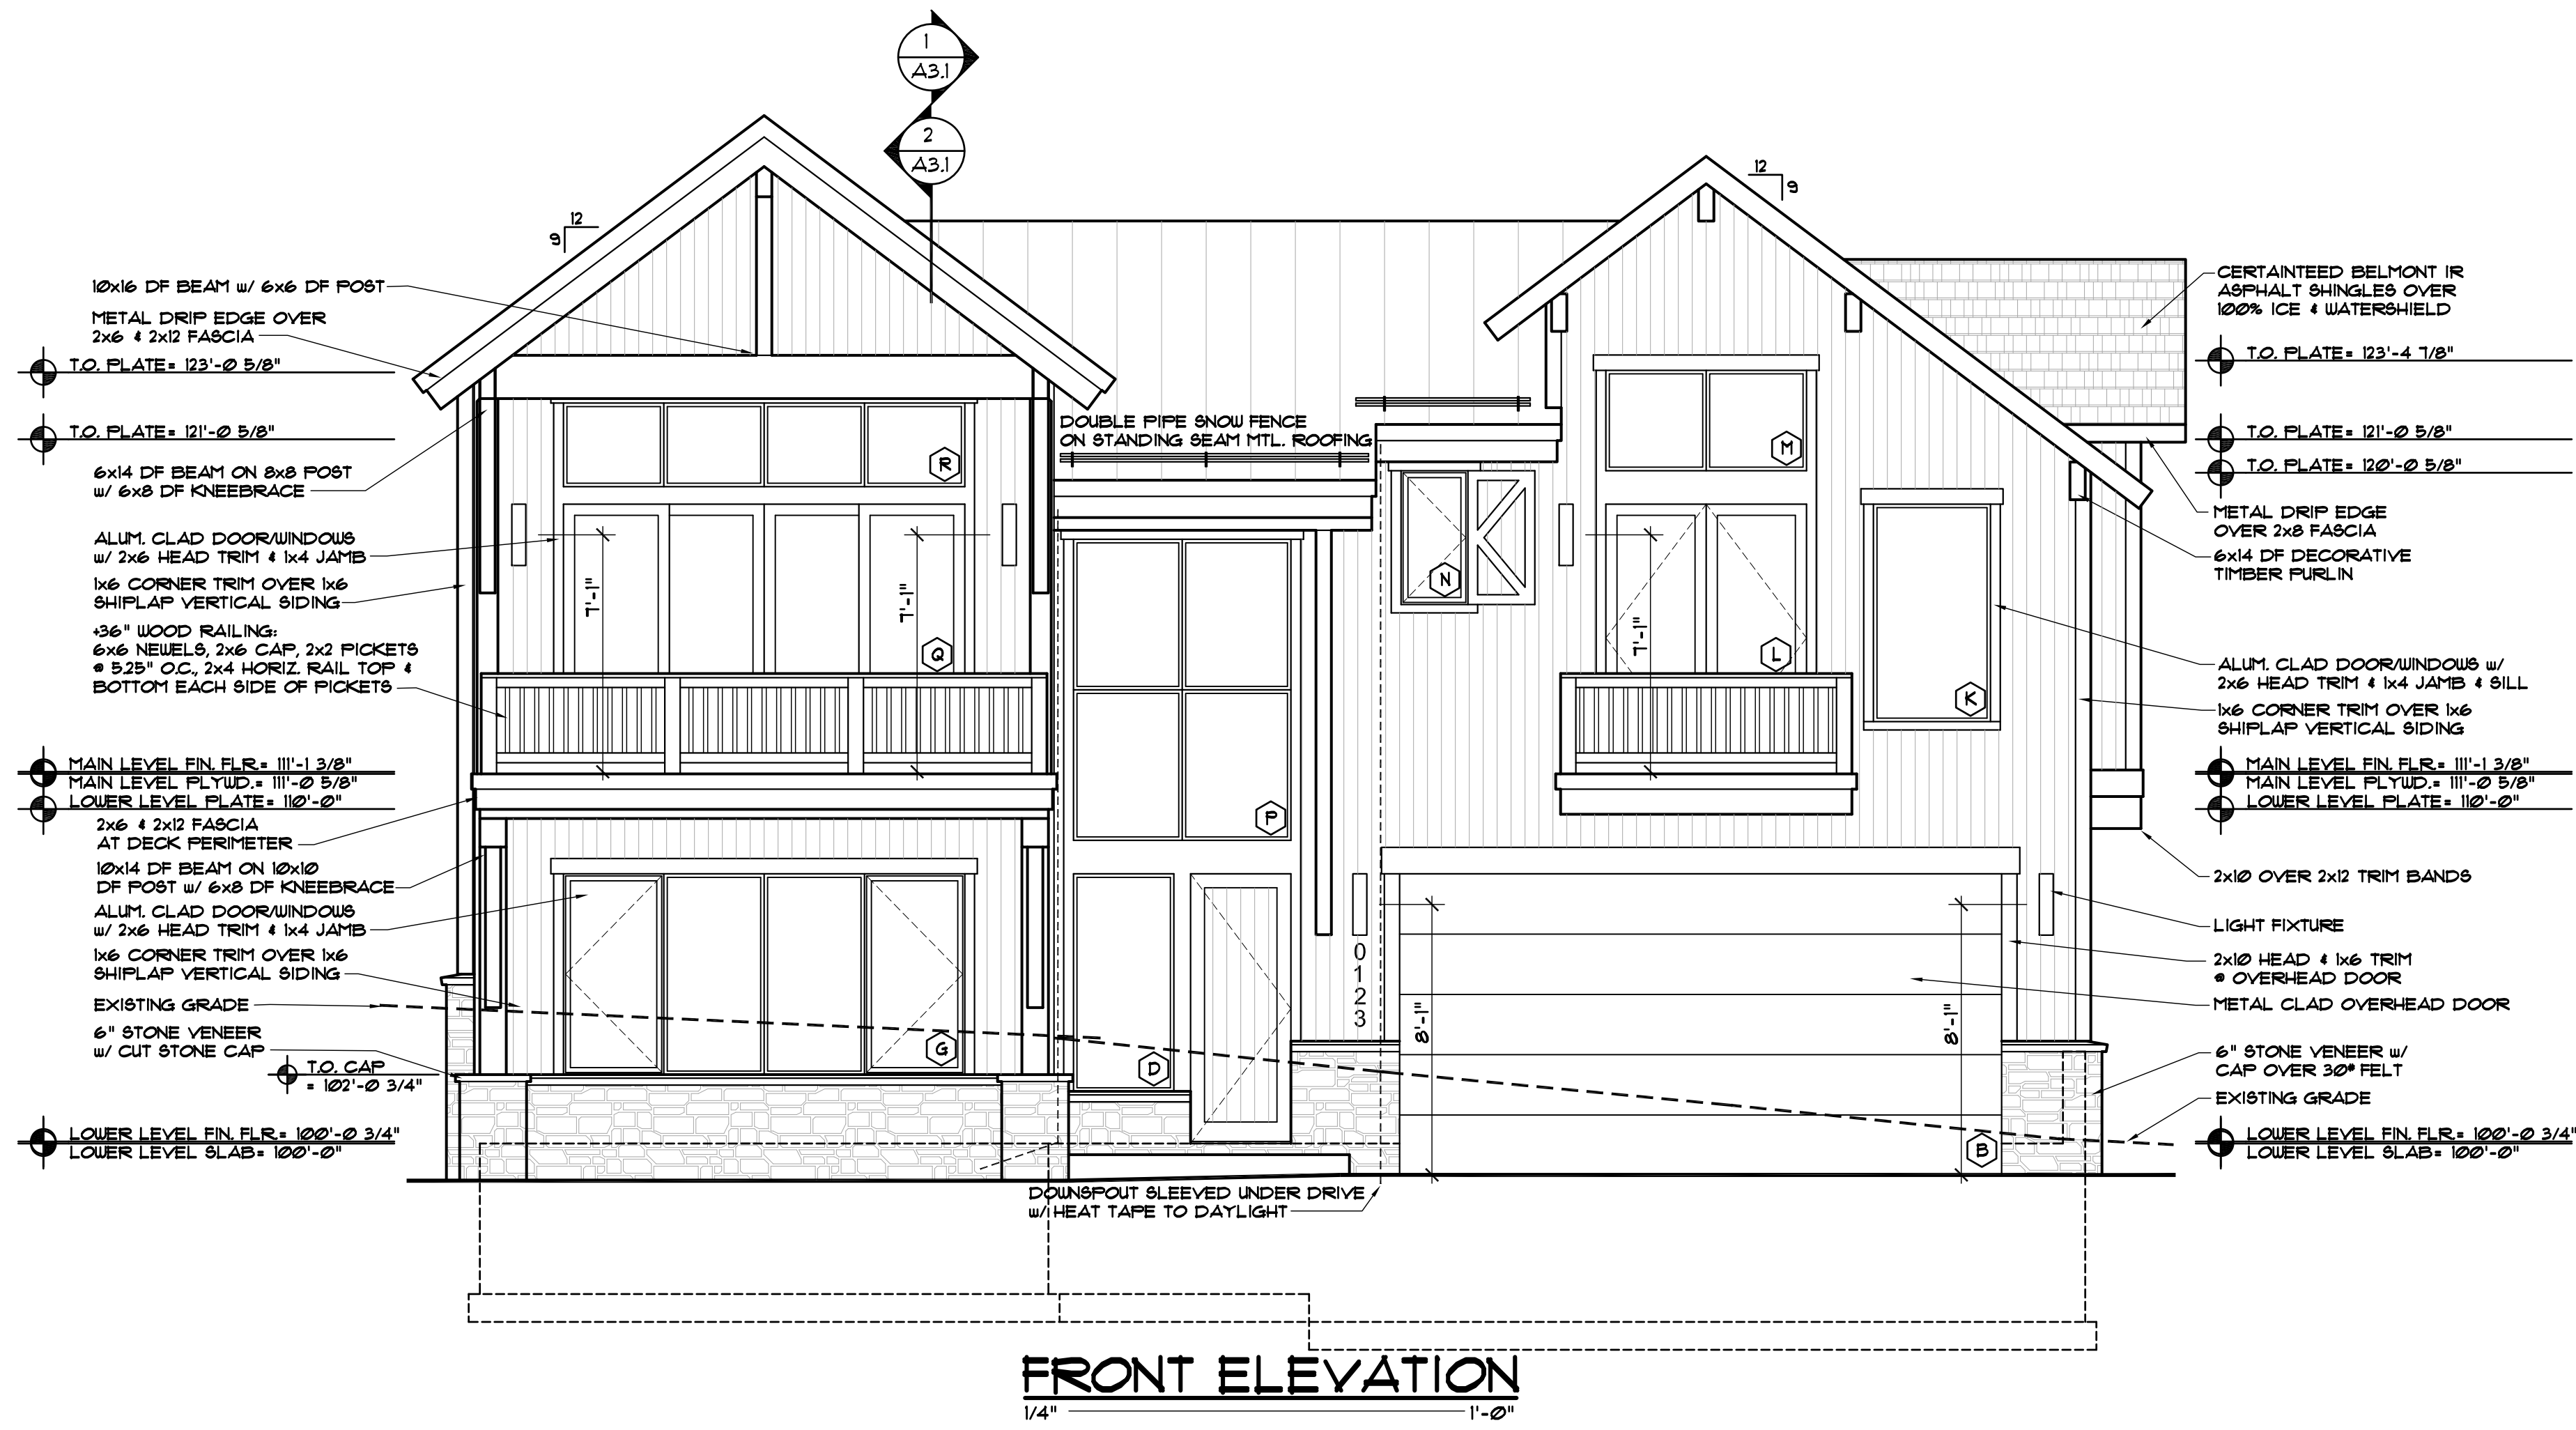 1
A3.1
2
A3.1
12
9
12
9
10x16 DF BEAM w/ 6x6 DF POST
METAL DRIP EDGE OVER
2x6 & 2x12 FASCIA
T.O. PLATE= 123'-0 5/8"
T.O. PLATE= 121'-0 5/8"
6x14 DF BEAM ON 8x8 POST
w/ 6x8 DF KNEEBRACE
ALUM. CLAD DOOR/WINDOWS
w/ 2x6 HEAD TRIM & 1x4 JAMB
1x6 CORNER TRIM OVER 1x6
SHIPLAP VERTICAL SIDING
+36" WOOD RAILING:
6x6 NEWELS, 2x6 CAP, 2x2 PICKETS
@ 5.25" O.C., 2x4 HORIZ. RAIL TOP &
BOTTOM EACH SIDE OF PICKETS
MAIN LEVEL FIN. FLR.= 111'-1 3/8"
MAIN LEVEL PLYWD.= 111'-0 5/8"
LOWER LEVEL PLATE= 110'-0"
2x6 & 2x12 FASCIA
AT DECK PERIMETER
10x14 DF BEAM ON 10x10
DF POST w/ 6x8 DF KNEEBRACE
ALUM. CLAD DOOR/WINDOWS
w/ 2x6 HEAD TRIM & 1x4 JAMB
1x6 CORNER TRIM OVER 1x6
SHIPLAP VERTICAL SIDING
EXISTING GRADE
6" STONE VENEER
w/ CUT STONE CAP
T.O. CAP
= 102'-0 3/4"
LOWER LEVEL FIN. FLR.= 100'-0 3/4"
LOWER LEVEL SLAB= 100'-0"
DOUBLE PIPE SNOW FENCE
ON STANDING SEAM MTL. ROOFING
R
Q
7'-1"
7'-1"
G
P
D
N
M
L
7'-1"
K
0
1
2
3
8'-1"
8'-1"
B
DOWNSPOUT SLEEVED UNDER DRIVE
w/ HEAT TAPE TO DAYLIGHT
CERTAINTEED BELMONT IR
ASPHALT SHINGLES OVER
100% ICE & WATERSHIELD
T.O. PLATE= 123'-4 7/8"
T.O. PLATE= 121'-0 5/8"
T.O. PLATE= 120'-0 5/8"
METAL DRIP EDGE
OVER 2x8 FASCIA
6x14 DF DECORATIVE
TIMBER PURLIN
ALUM. CLAD DOOR/WINDOWS w/
2x6 HEAD TRIM & 1x4 JAMB & SILL
1x6 CORNER TRIM OVER 1x6
SHIPLAP VERTICAL SIDING
MAIN LEVEL FIN. FLR.= 111'-1 3/8"
MAIN LEVEL PLYWD.= 111'-0 5/8"
LOWER LEVEL PLATE= 110'-0"
2x10 OVER 2x12 TRIM BANDS
LIGHT FIXTURE
2x10 HEAD & 1x6 TRIM
@ OVERHEAD DOOR
METAL CLAD OVERHEAD DOOR
6" STONE VENEER w/
CAP OVER 30# FELT
EXISTING GRADE
LOWER LEVEL FIN. FLR.= 100'-0 3/4"
LOWER LEVEL SLAB= 100'-0"
FRONT ELEVATION
1/4" 1'-0"